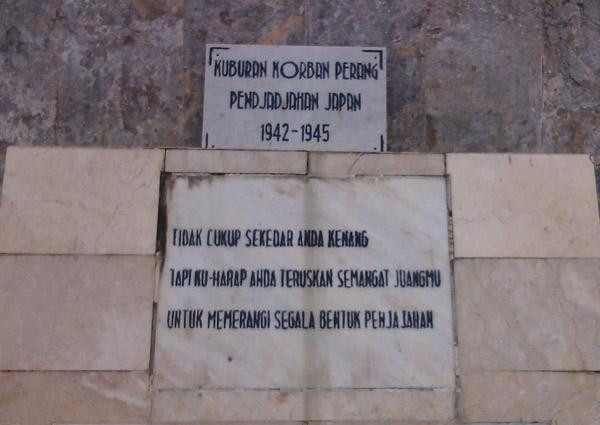 KUBURAN KORBAN PERANG
PENDJADJAHAN JAPAN
1942-1945
TIDAK CUKUP SEKEDAR ANDA KENANG
TAPI KU-HARAP ANDA TERUSKAN SEMANGAT JUANGMU
UNTUK MEMERANGI SEGALA BENTUK PENJAJAHAN